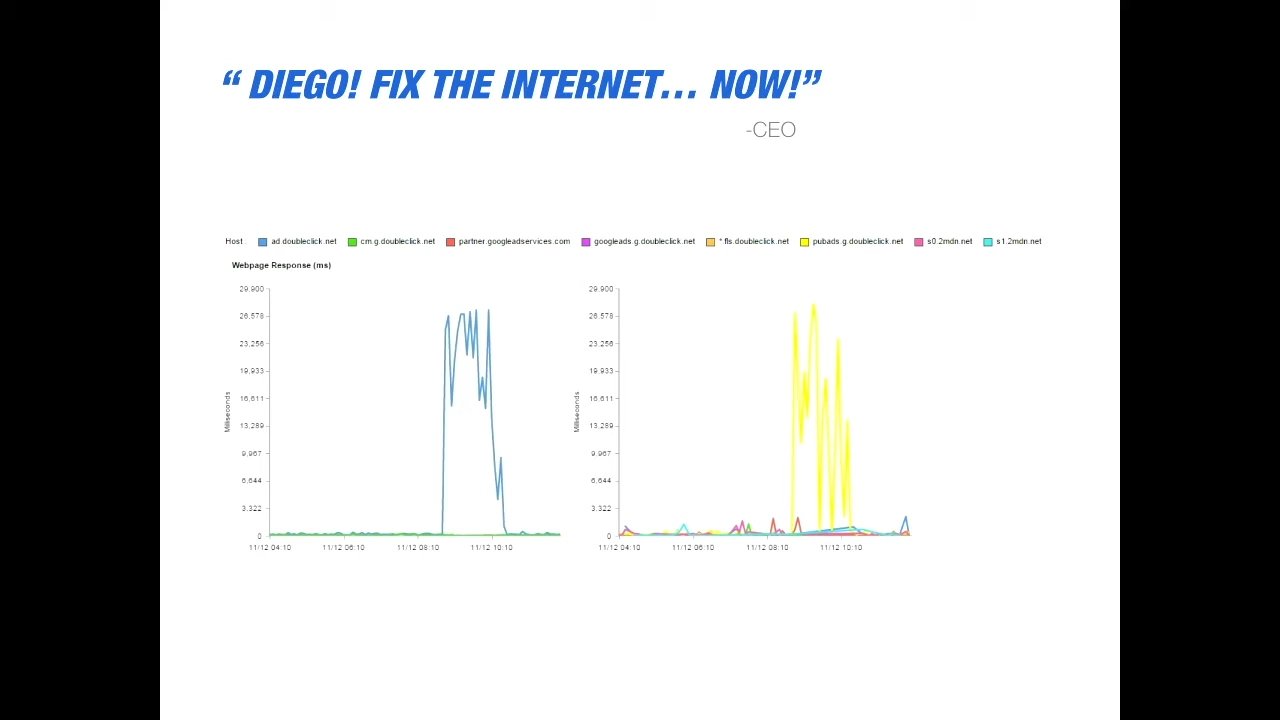 “ DIEGO! FIX THE INTERNET... NOW!”
-CEO
Host ad.doubleclick.net cm.g.doubleclick.net partner.googleadservices.com googleads.g.doubleclick.net *.fls.doubleclick.net pubads.g.doubleclick.net s0.2mdn.net s1.2mdn.net
Webpage Response (ms)
Milliseconds
29,900
26,578
23,256
19,933
16,611
13,289
9,967
6,644
3,322
0
11/12 04:10 11/12 06:10 11/12 08:10 11/12 10:10
Milliseconds
29,900
26,578
23,256
19,933
16,611
13,289
9,967
6,644
3,322
0
11/12 04:10 11/12 06:10 11/12 08:10 11/12 10:10